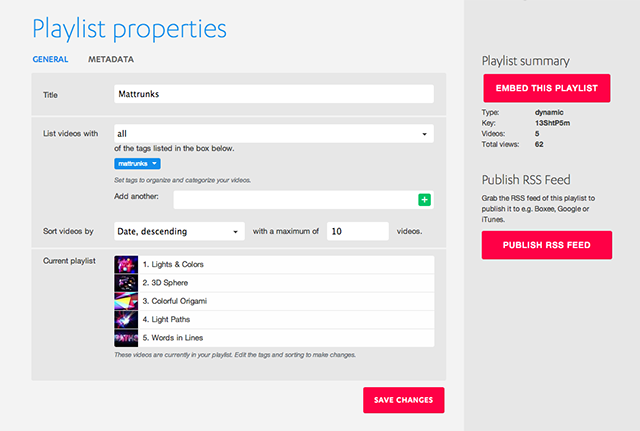 Playlist properties
GENERAL METADATA
Title Mattrunks
List videos with all
of the tags listed in the box below.
mattrunks
Set tags to organize and categorize your videos.
Add another:
Sort videos by Date, descending with a maximum of 10 videos.
Current playlist
1. Lights & Colors
2. 3D Sphere
3. Colorful Origami
4. Light Paths
5. Words in Lines
These videos are currently in your playlist. Edit the tags and sorting to make changes.
SAVE CHANGES
Playlist summary
EMBED THIS PLAYLIST
Type: dynamic
Key: 13ShtP5m
Videos: 5
Total views: 62
Publish RSS Feed
Grab the RSS feed of this playlist to
publish it to e.g. Boxee, Google or
iTunes.
PUBLISH RSS FEED